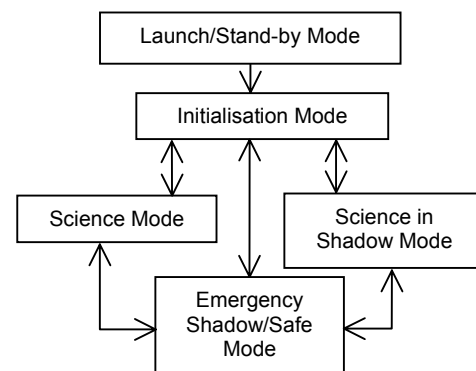 Launch/Stand-by Mode
Initialisation Mode
Science Mode
Science in
Shadow Mode
Emergency
Shadow/Safe
Mode